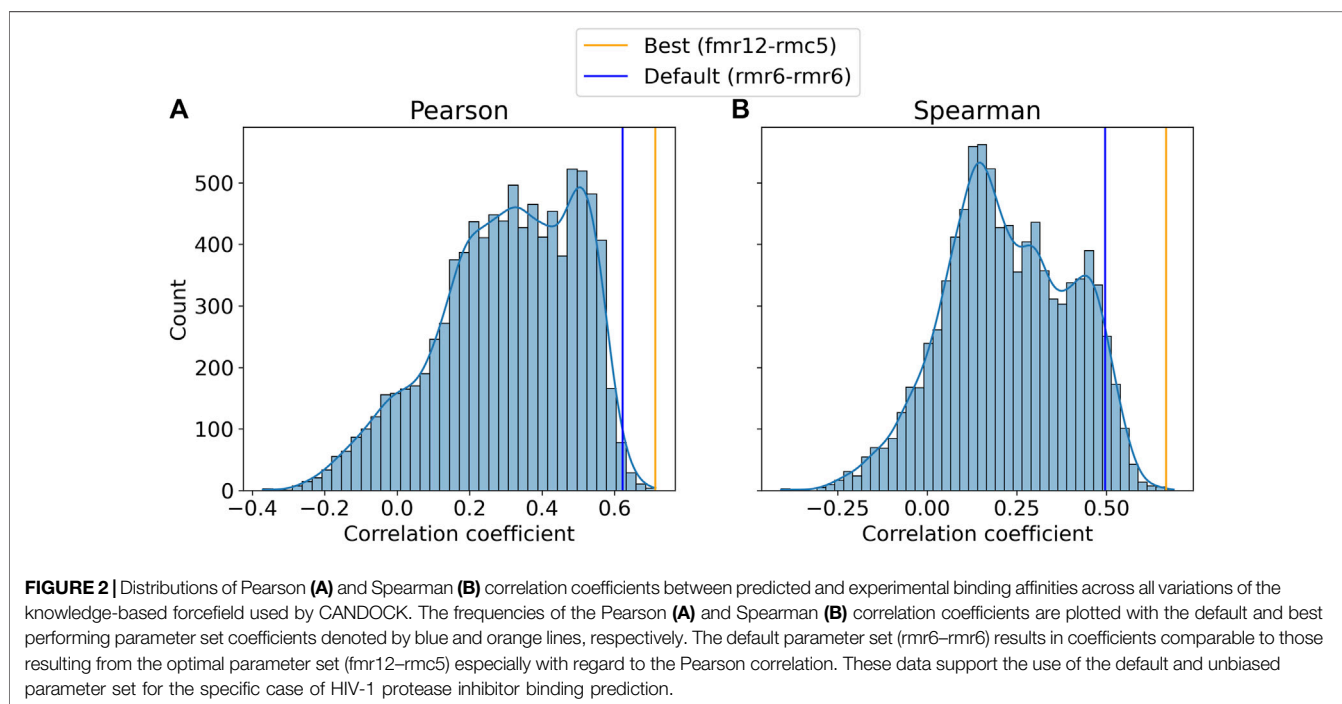 Best (fmr12-rmc5)
Default (rmr6-rmr6)
A
Pearson
B
Spearman
Count
500
400
300
200
100
0
−0.4 −0.2 0.0 0.2 0.4 0.6
−0.25 0.00 0.25 0.50
Correlation coefficient
Correlation coefficient
FIGURE 2 | Distributions of Pearson (A) and Spearman (B) correlation coefficients between predicted and experimental binding affinities across all variations of the
knowledge-based forcefield used by CANDOCK. The frequencies of the Pearson (A) and Spearman (B) correlation coefficients are plotted with the default and best
performing parameter set coefficients denoted by blue and orange lines, respectively. The default parameter set (rmr6–rmr6) results in coefficients comparable to those
resulting from the optimal parameter set (fmr12–rmc5) especially with regard to the Pearson correlation. These data support the use of the default and unbiased
parameter set for the specific case of HIV-1 protease inhibitor binding prediction.